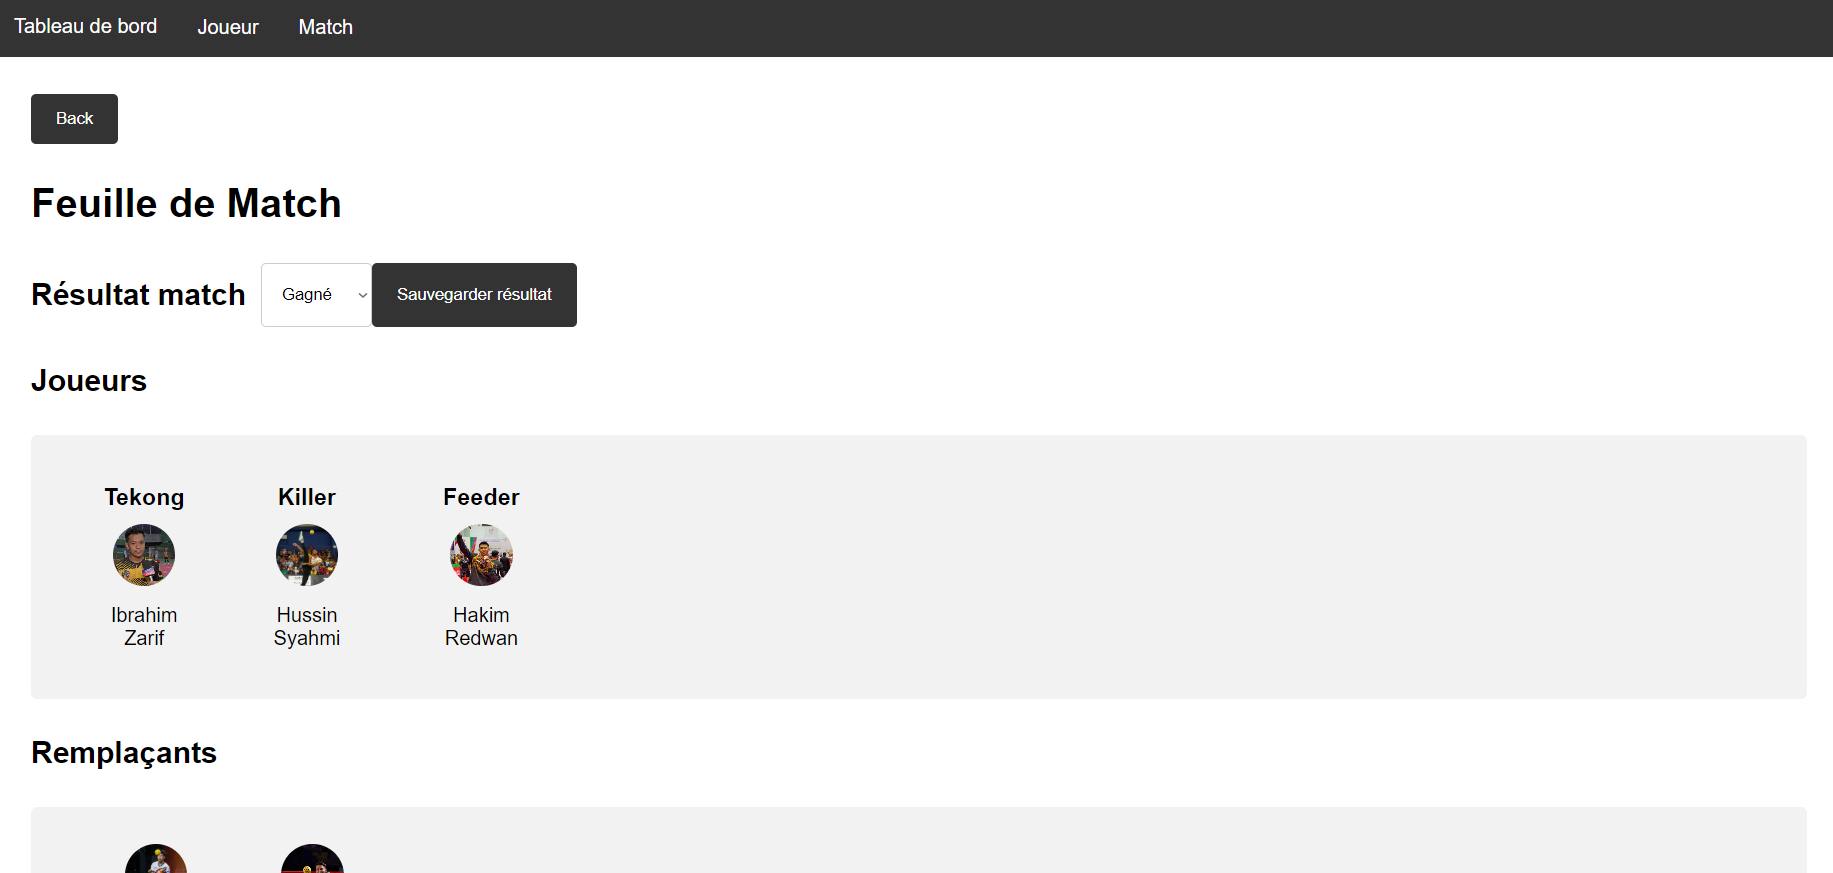 Tableau de bord Joueur Match
Back
Feuille de Match
Résultat match Gagné Sauvegarder résultat
Joueurs
Tekong Killer Feeder
Ibrahim Hussin Hakim
Zarif Syahmi Redwan
Remplaçants